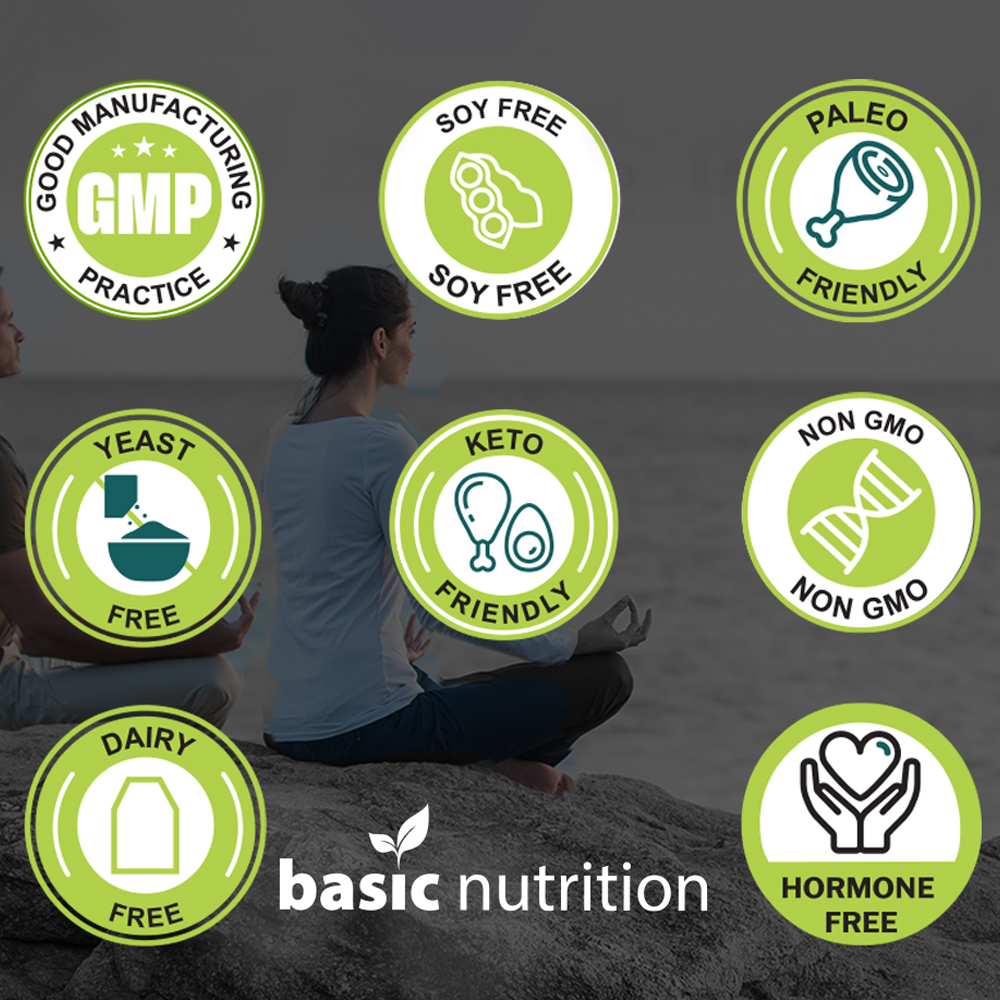 GOOD MANUFACTURING
GMP
PRACTICE
SOY FREE
SOY FREE
PALEO
FRIENDLY
YEAST
FREE
KETO
FRIENDLY
NON GMO
NON GMO
DAIRY
FREE
basic nutrition
HORMONE
FREE